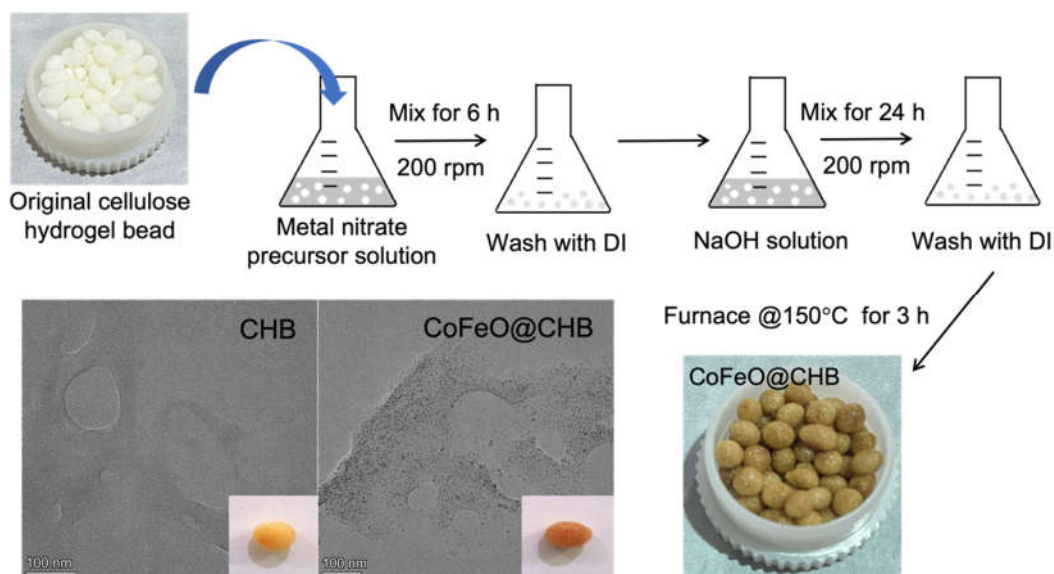 Original cellulose
hydrogel bead
Metal nitrate
precursor solution
Mix for 6 h
200 rpm
Wash with DI
NaOH solution
Mix for 24 h
200 rpm
Wash with DI
Furnace @150°C for 3 h
CHB
100 nm
CoFeO@CHB
100 nm
CoFeO@CHB